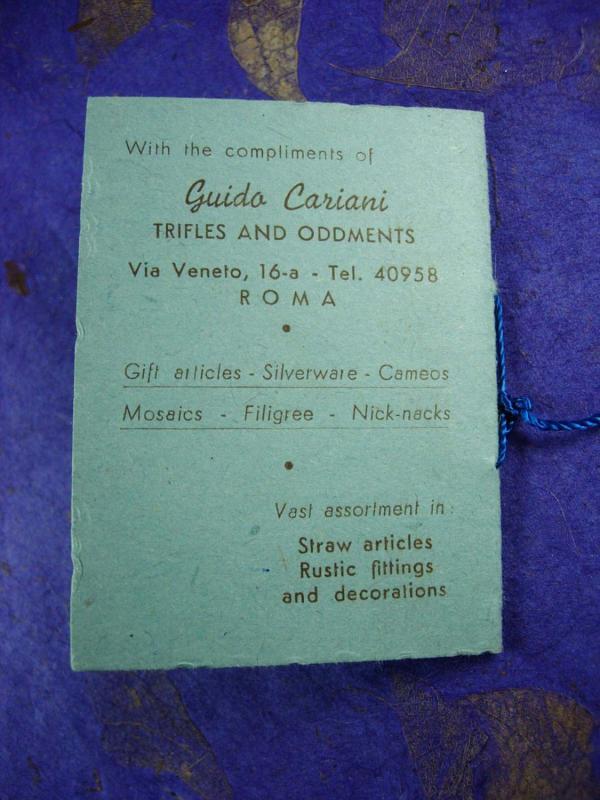 With the compliments of
Guido Cariani
TRIFLES AND ODDMENTS
Via Veneto, 16-a - Tel. 40958
ROMA
Gift articles - Silverware - Cameos
Mosaics - Filigree - Nick-nacks
Vast assortment in :
Straw articles
Rustic fittings
and decorations